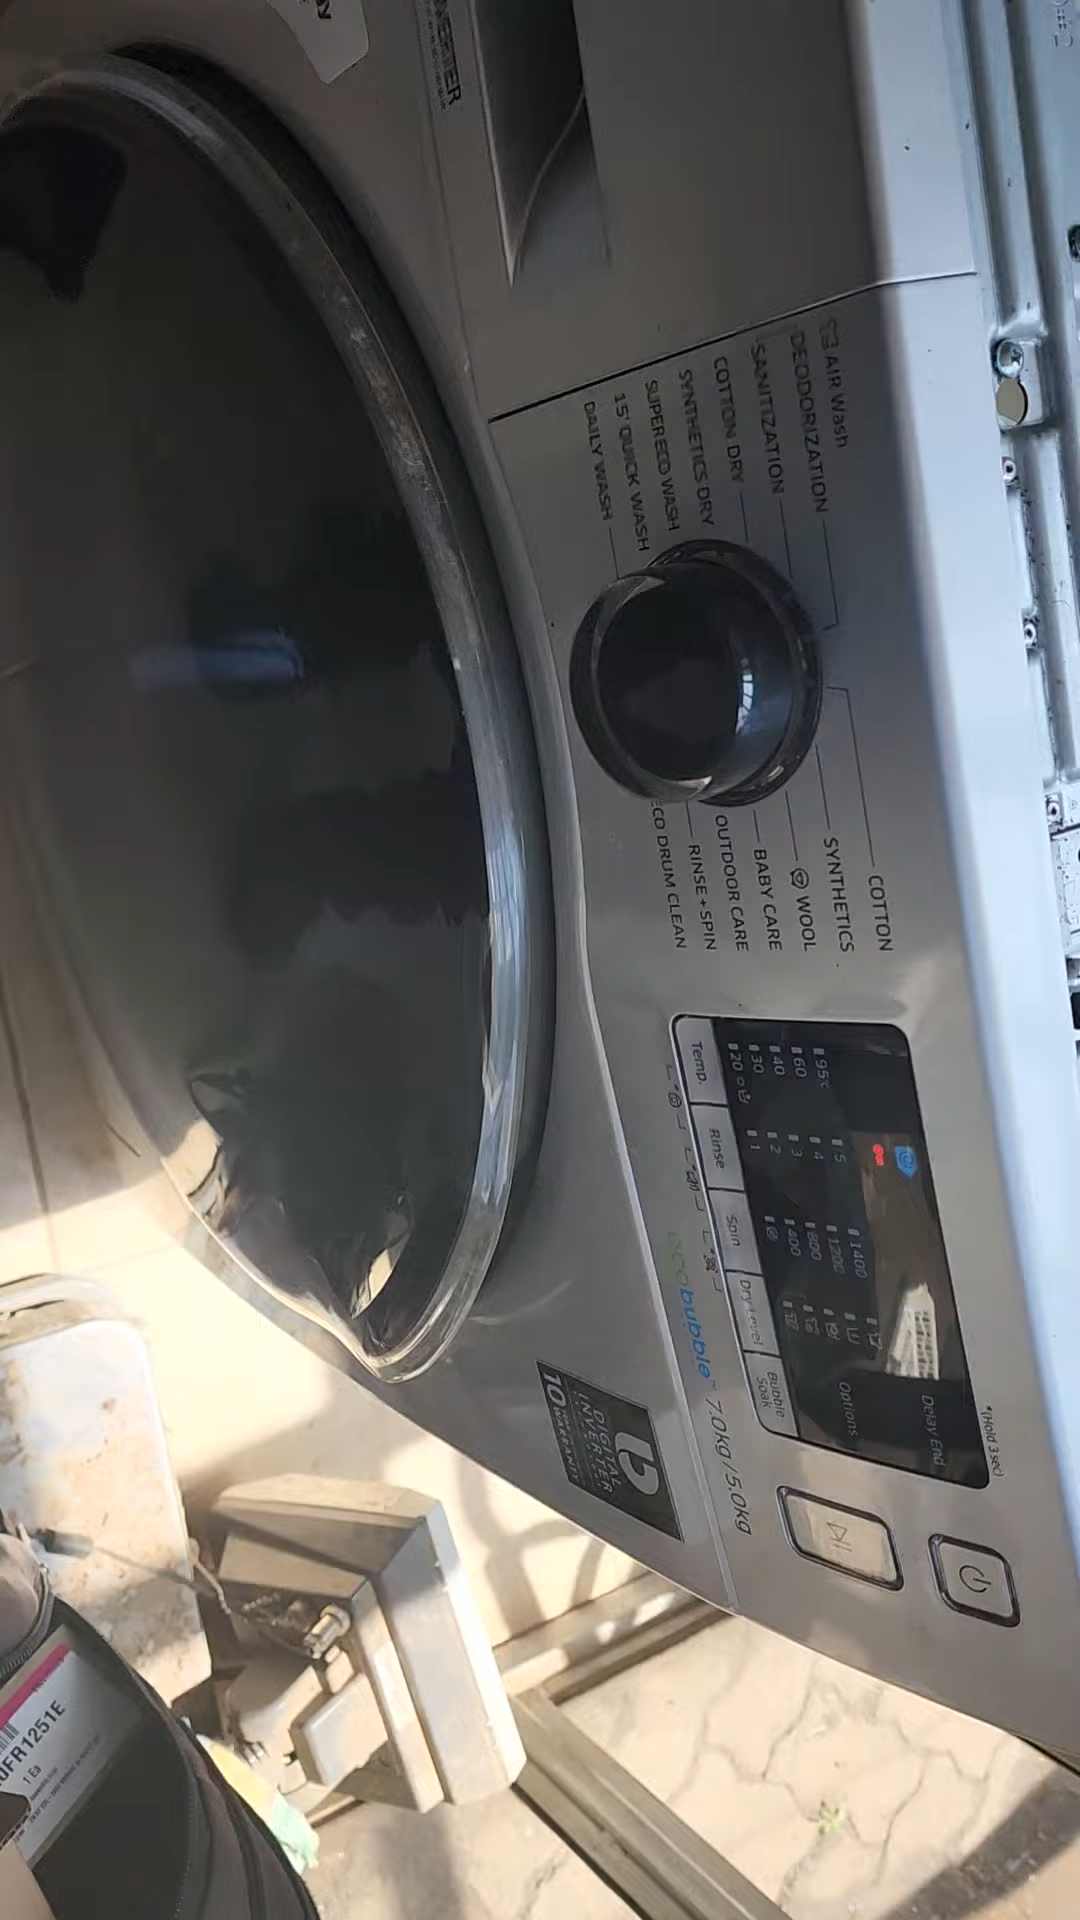 AIR Wash
DEODORIZATION
SANITIZATION
COTTON DRY
SYNTHETICS DRY
SUPER ECO WASH
15' QUICK WASH
DAILY WASH
COTTON
SYNTHETICS
WOOL
BABY CARE
OUTDOOR CARE
RINSE+SPIN
ECO DRUM CLEAN
95℃
60
40
30
20
5
4
3
2
1
1400
1200
800
400
Temp.
Rinse
Spin
Dry Level
Bubble
Soak
Options
Delay End
*(Hold 3 sec)
ecobubble™ 7.0kg/5.0kg
DIGITAL
INVERTER
10
WARRANTY
UFR1251E
1 Ea